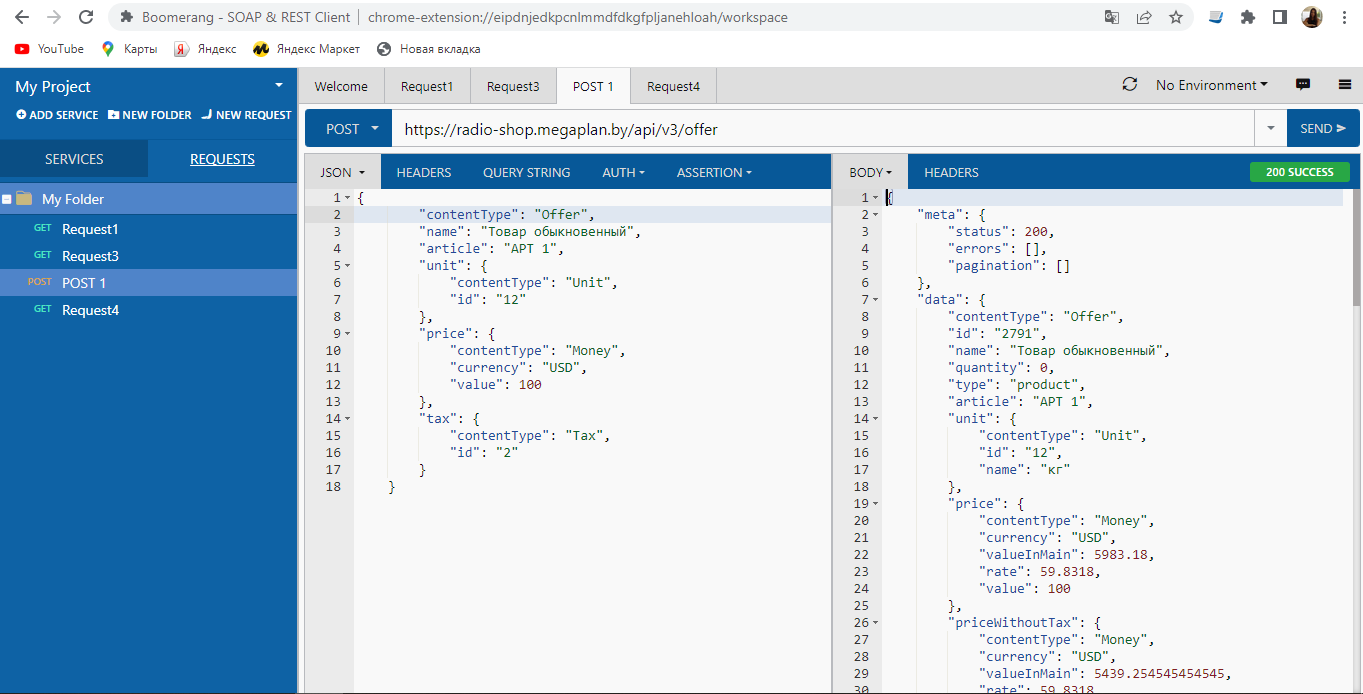 Boomerang - SOAP & REST Client | chrome-extension://eipdnjedkpcnlmmdfdkgfpljanehloah/workspace
YouTube Карты Яндекс Яндекс Маркет Новая вкладка
My Project
ADD SERVICE NEW FOLDER NEW REQUEST
SERVICES REQUESTS
My Folder
GET Request1
GET Request3
POST POST 1
GET Request4
Welcome Request1 Request3 POST 1 Request4 No Environment
POST https://radio-shop.megaplan.by/api/v3/offer SEND
JSON HEADERS QUERY STRING AUTH ASSERTION
1 {
2 "contentType": "Offer",
3 "name": "Товар обыкновенный",
4 "article": "АРТ 1",
5 "unit": {
6 "contentType": "Unit",
7 "id": "12"
8 },
9 "price": {
10 "contentType": "Money",
11 "currency": "USD",
12 "value": 100
13 },
14 "tax": {
15 "contentType": "Tax",
16 "id": "2"
17 }
18 }
BODY HEADERS 200 SUCCESS
1 {
2 "meta": {
3 "status": 200,
4 "errors": [],
5 "pagination": []
6 },
7 "data": {
8 "contentType": "Offer",
9 "id": "2791",
10 "name": "Товар обыкновенный",
11 "quantity": 0,
12 "type": "product",
13 "article": "АРТ 1",
14 "unit": {
15 "contentType": "Unit",
16 "id": "12",
17 "name": "кг"
18 },
19 "price": {
20 "contentType": "Money",
21 "currency": "USD",
22 "valueInMain": 5983.18,
23 "rate": 59.8318,
24 "value": 100
25 },
26 "priceWithoutTax": {
27 "contentType": "Money",
28 "currency": "USD",
29 "valueInMain": 5439.254545454545,
30 "rate": 59.8318